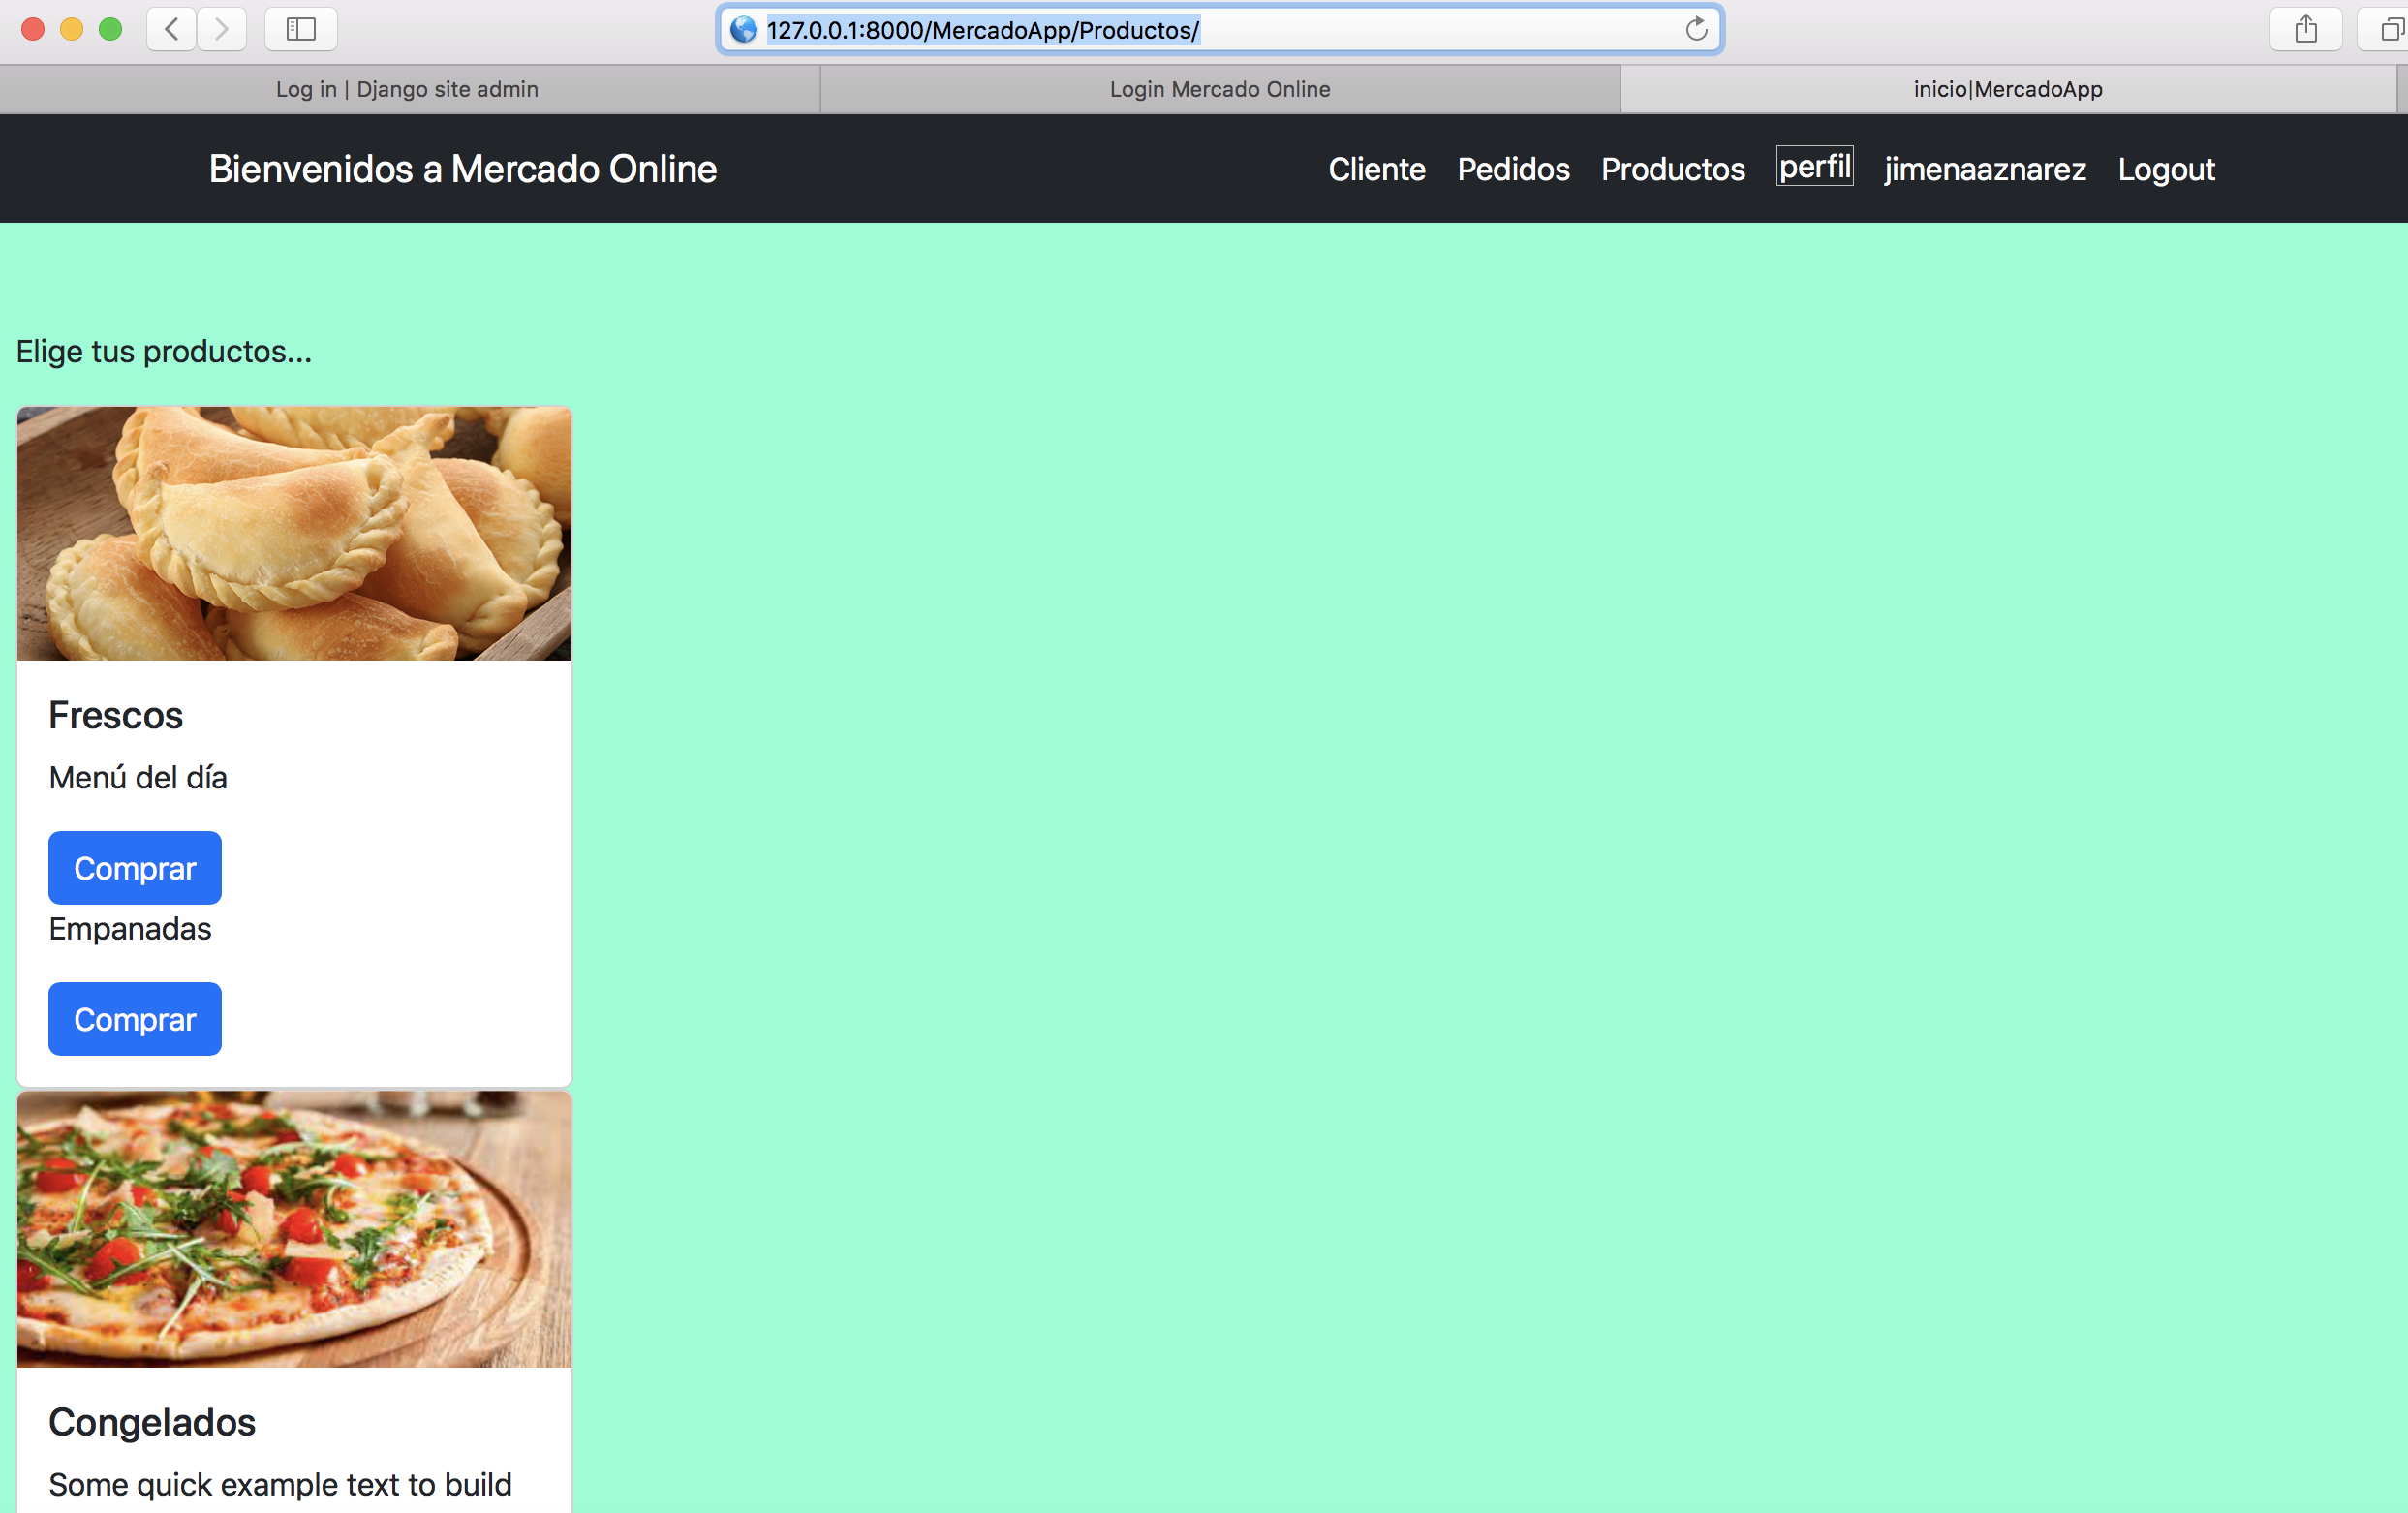 127.0.0.1:8000/MercadoApp/Productos/
Log in | Django site admin
Login Mercado Online
inicio|MercadoApp
Bienvenidos a Mercado Online
Cliente
Pedidos
Productos
perfil
jimenaaznarez
Logout
Elige tus productos...
Frescos
Menú del día
Comprar
Empanadas
Comprar
Congelados
Some quick example text to build